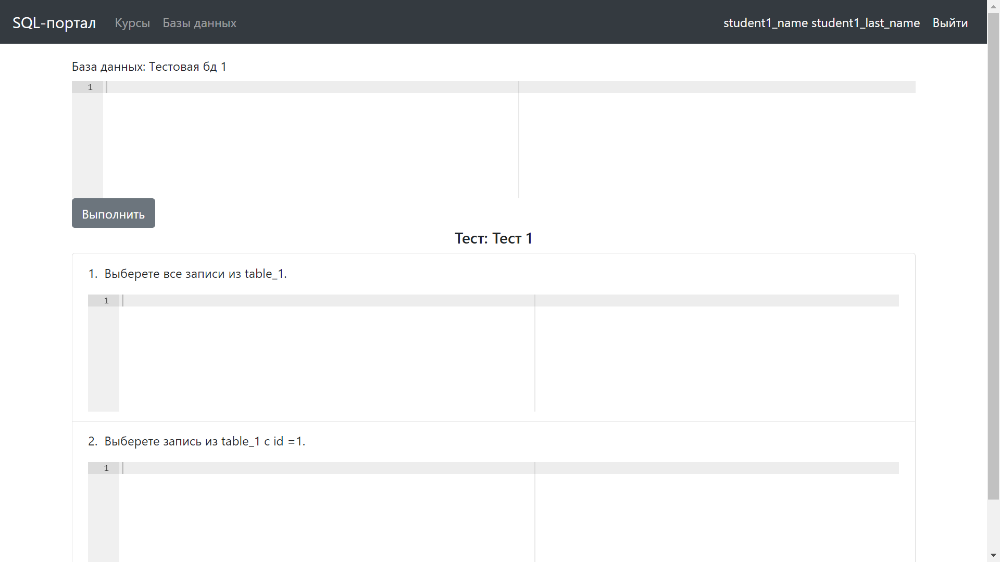 SQL-портал Курсы Базы данных student1_name student1_last_name Выйти
База данных: Тестовая бд 1
1
Выполнить
Тест: Тест 1
1. Выберете все записи из table_1.
1
2. Выберете запись из table_1 с id =1.
1